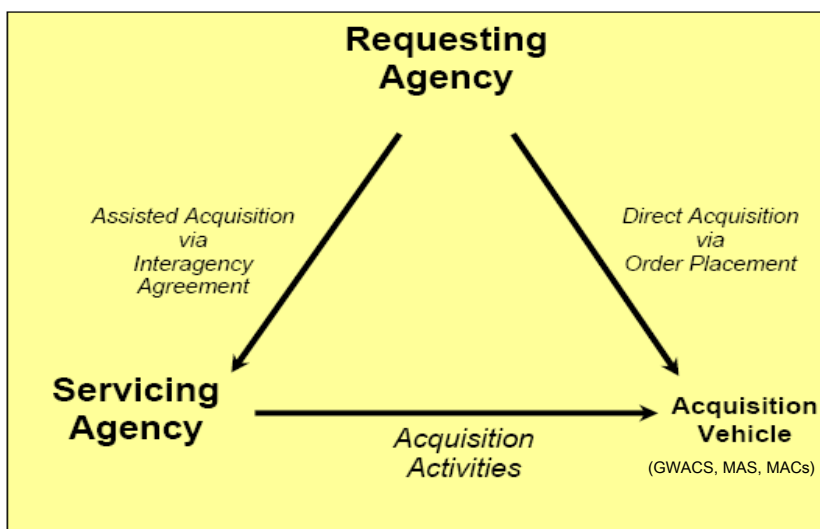 Requesting
Agency
Assisted Acquisition
via
Interagency
Agreement
Direct Acquisition
via
Order Placement
Servicing
Agency
Acquisition
Activities
Acquisition
Vehicle
(GWACS, MAS, MACs)